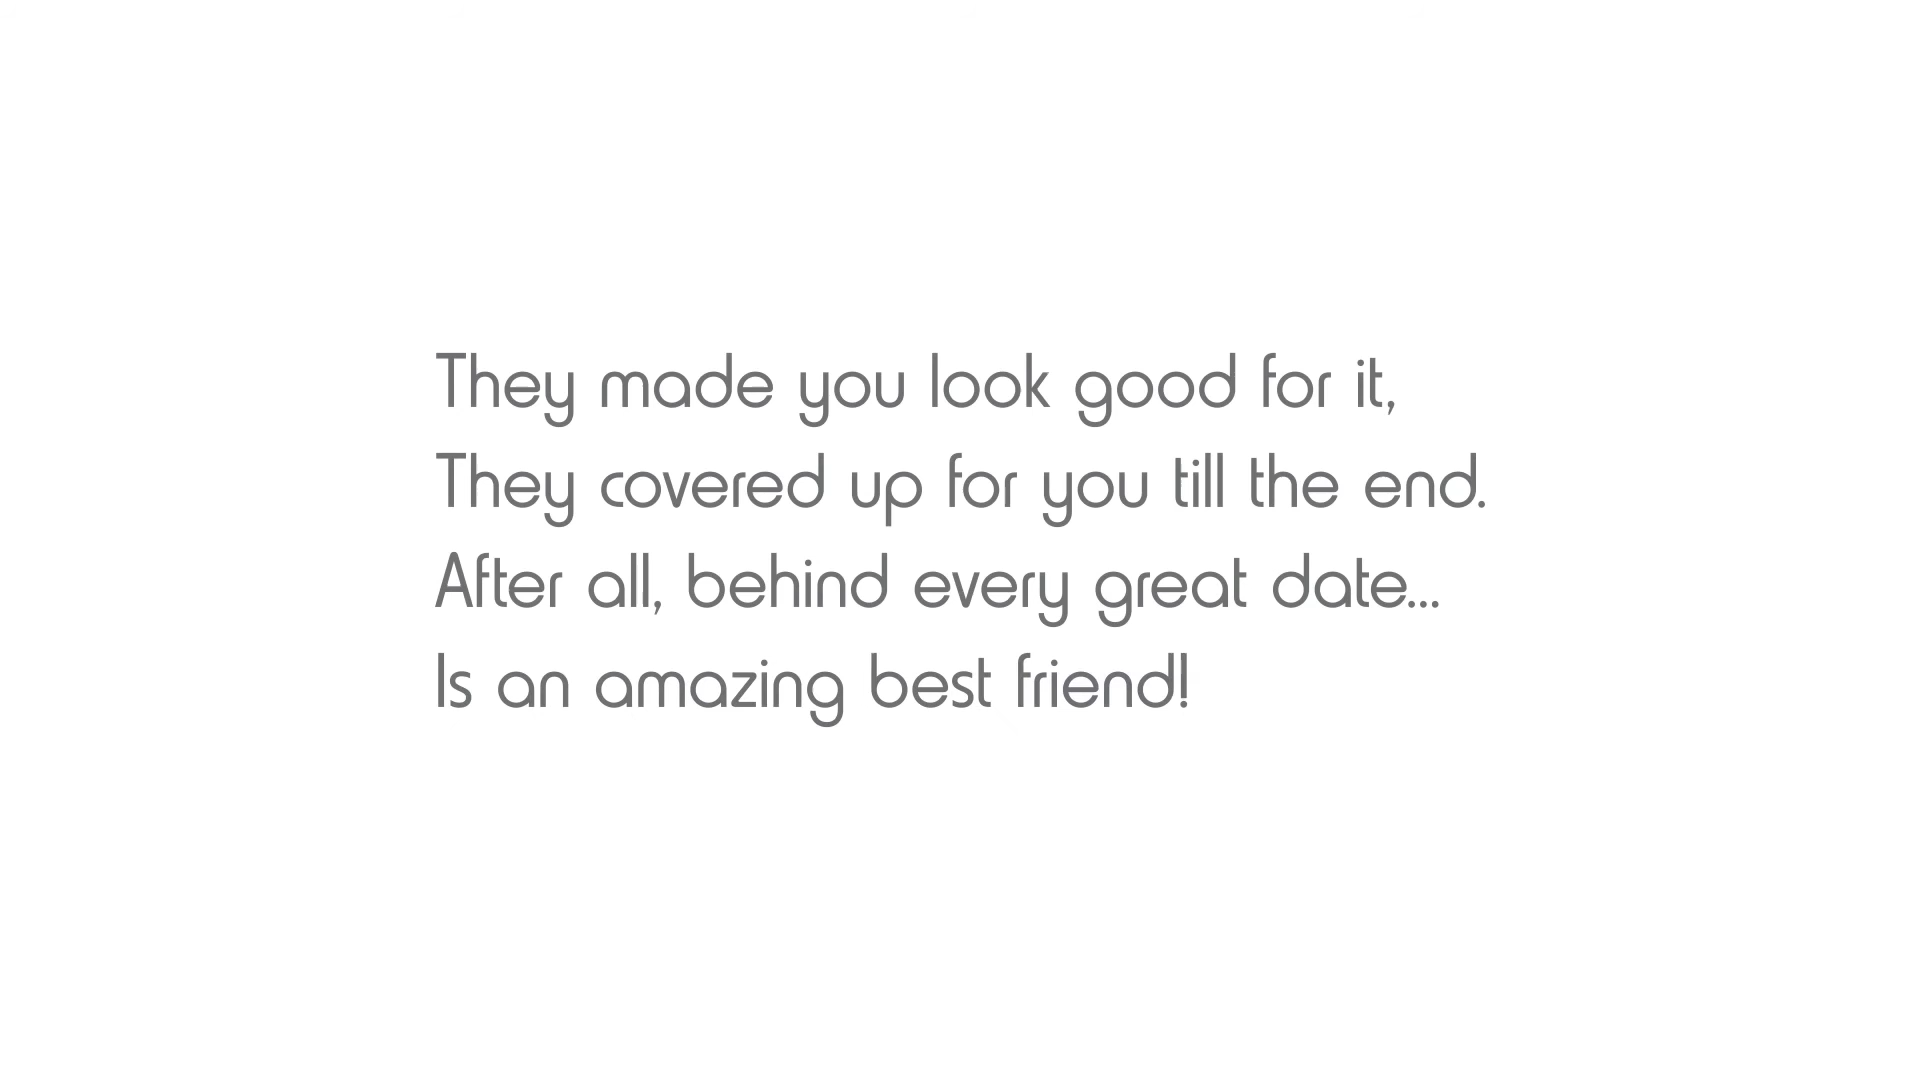 They made you look good for it,
They covered up for you till the end.
After all, behind every great date...
Is an amazing best friend!